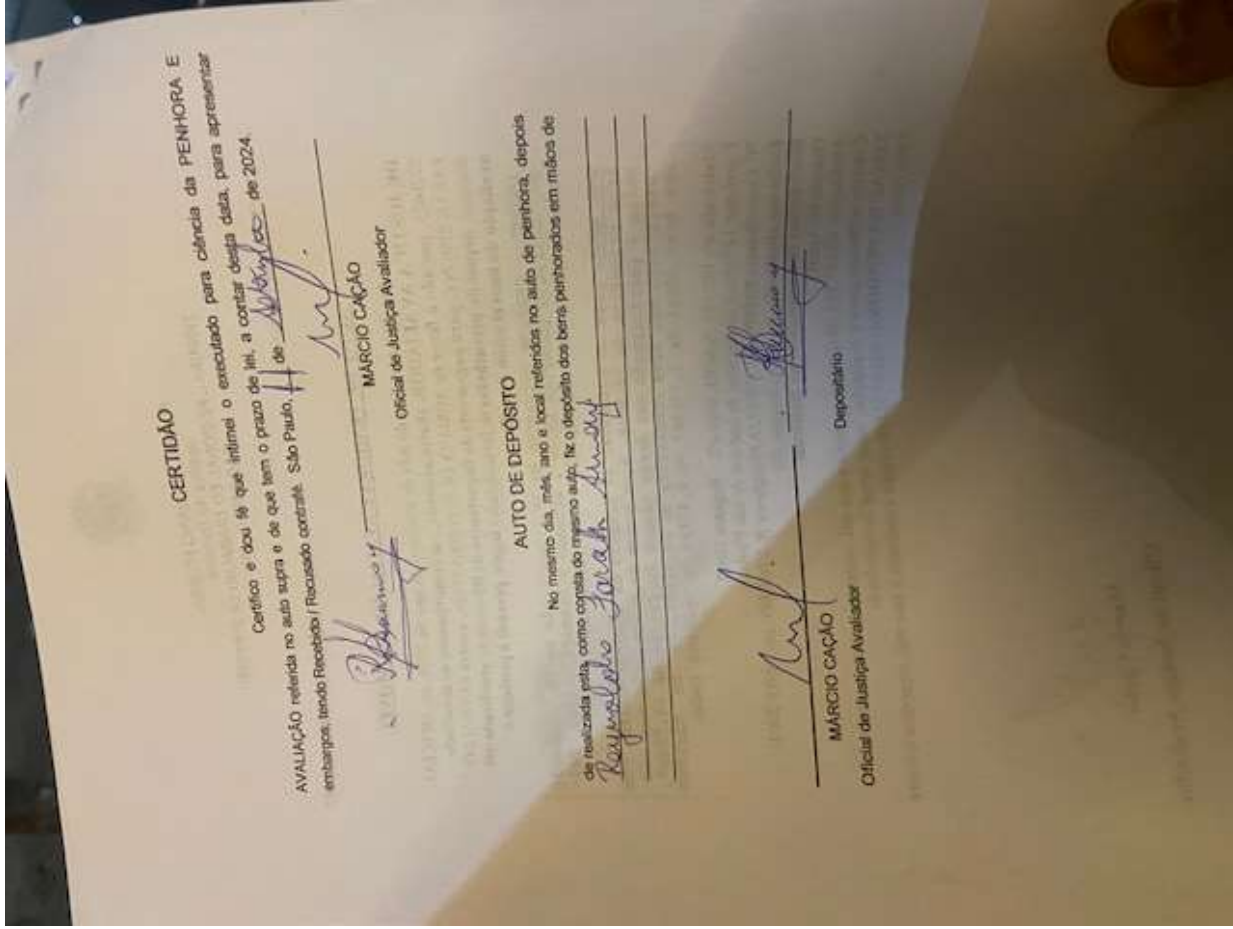 CERTIDÃO
Certifico e dou fé que intimei o executado para ciência da PENHORA E
AVALIAÇÃO referida no auto supra e de que tem o prazo de lei, a contar desta data, para apresentar
embargos; tendo Recebido/ Recusado contrafé. São Paulo, 11 de setembro de 2024.
MÁRCIO CAÇÃO
Oficial de Justiça Avaliador
AUTO DE DEPÓSITO
No mesmo dia, mês, ano e local referidos no auto de penhora, depois
de realizada esta, como consta do mesmo auto, fiz o depósito dos bens penhorados em mãos de
Reynoldo Farah
MÁRCIO CAÇÃO
Depositário
Oficial de Justiça Avaliador